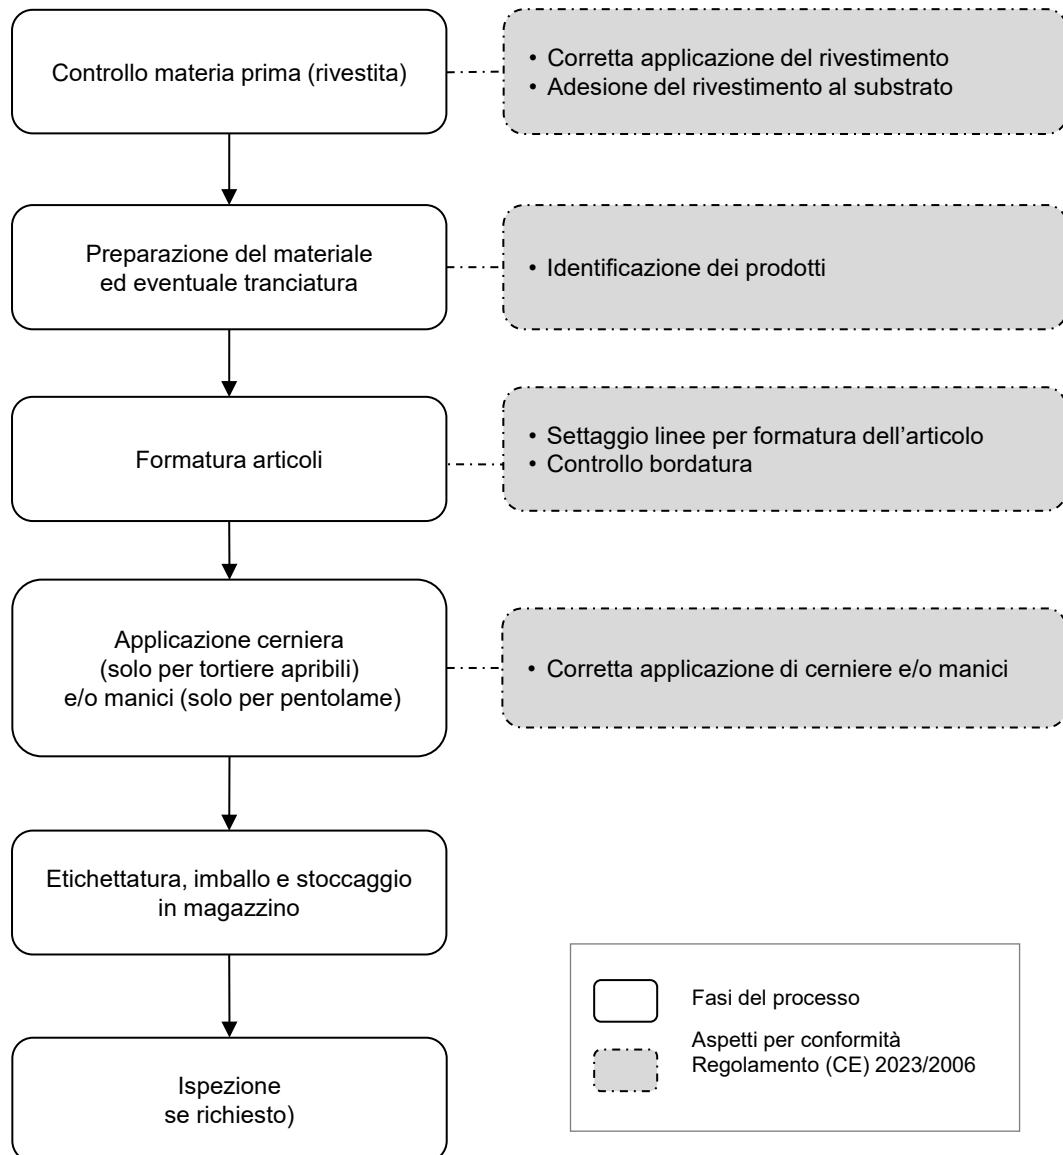 Controllo materia prima (rivestita)
• Corretta applicazione del rivestimento
• Adesione del rivestimento al substrato
Preparazione del materiale
ed eventuale tranciatura
• Identificazione dei prodotti
Formatura articoli
• Settaggio linee per formatura dell’articolo
• Controllo bordatura
Applicazione cerniera
(solo per tortiere apribili)
e/o manici (solo per pentolame)
• Corretta applicazione di cerniere e/o manici
Etichettatura, imballo e stoccaggio
in magazzino
Ispezione
se richiesto)
Fasi del processo
Aspetti per conformità
Regolamento (CE) 2023/2006